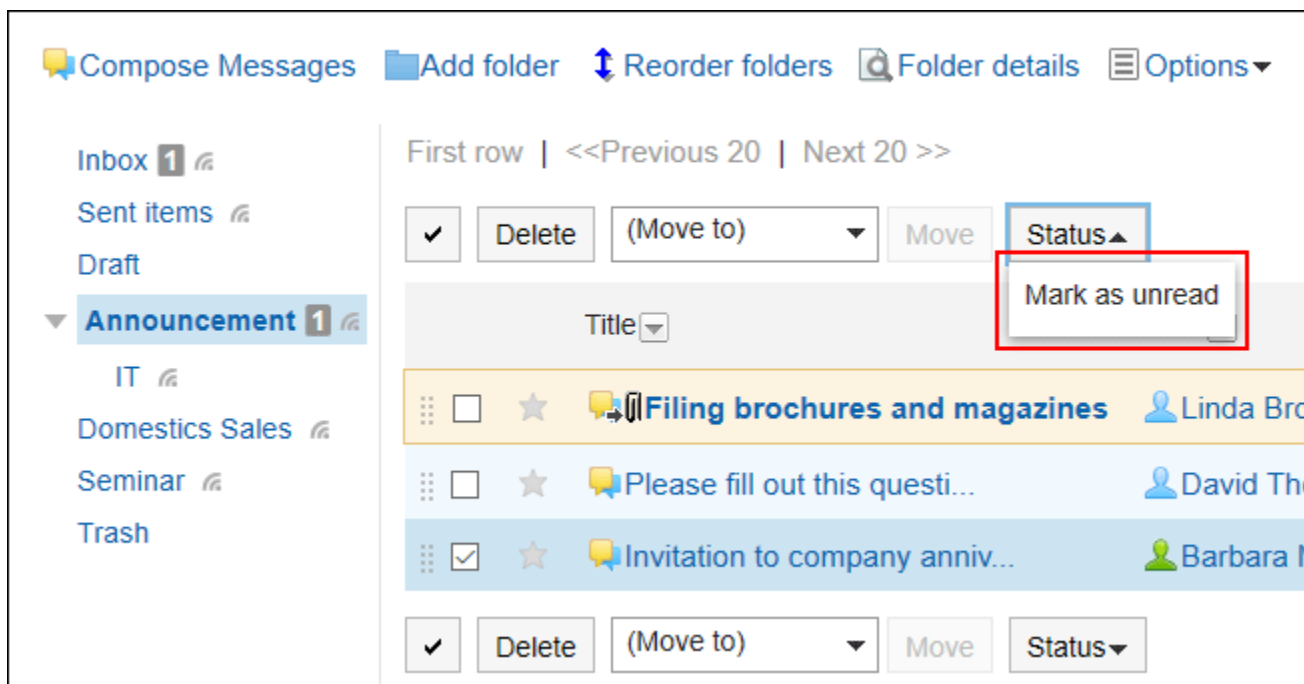 Compose Messages Add folder Reorder folders Folder details Options
Inbox 1
Sent items
Draft
Announcement 1
IT
Domestics Sales
Seminar
Trash
First row | <<Previous 20 | Next 20 >>
Delete (Move to) Move Status
Mark as unread
Title
Filing brochures and magazines Linda Bro
Please fill out this questi... David Tho
Invitation to company anniv... Barbara
Delete (Move to) Move Status